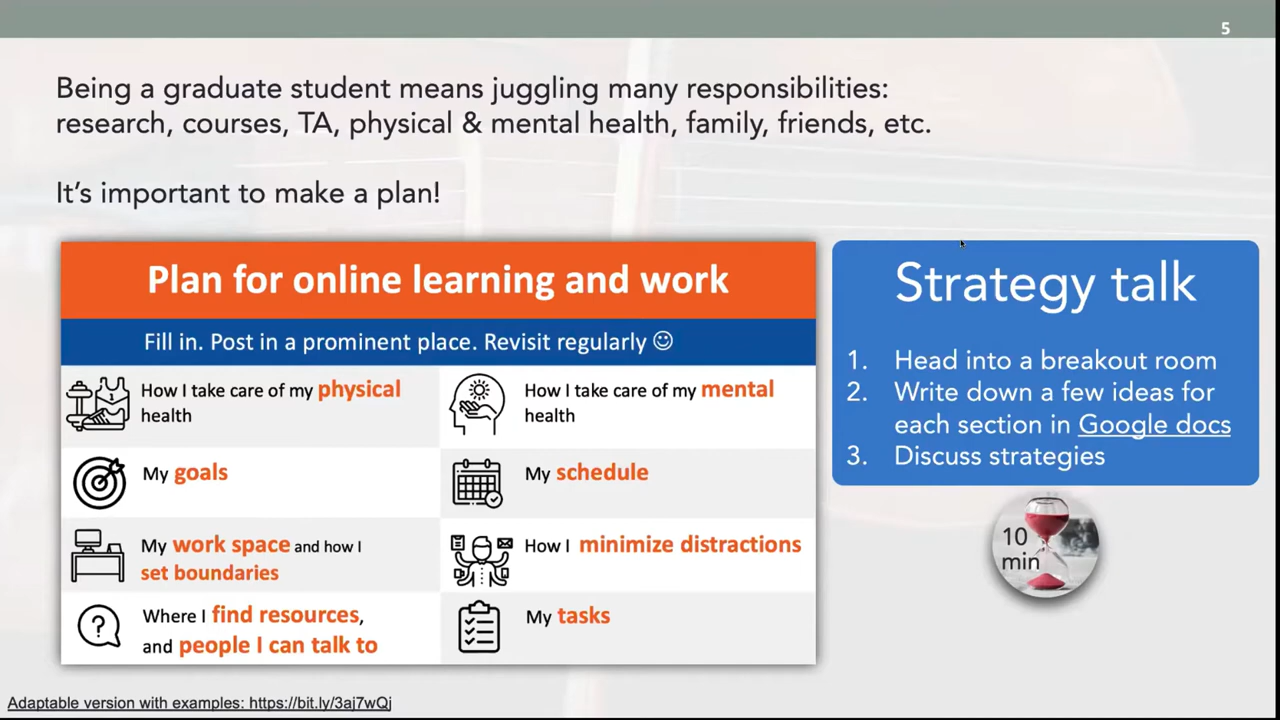 5
Being a graduate student means juggling many responsibilities:
research, courses, TA, physical & mental health, family, friends, etc.
It's important to make a plan!
Plan for online learning and work
Fill in. Post in a prominent place. Revisit regularly ☺
How I take care of my physical
health
How I take care of my mental
health
My goals
My schedule
My work space and how I
set boundaries
How I minimize distractions
Where I find resources,
and people I can talk to
My tasks
Strategy talk
1. Head into a breakout room
2. Write down a few ideas for
each section in Google docs
3. Discuss strategies
10
min
Adaptable version with examples: https://bit.ly/3aj7wQj